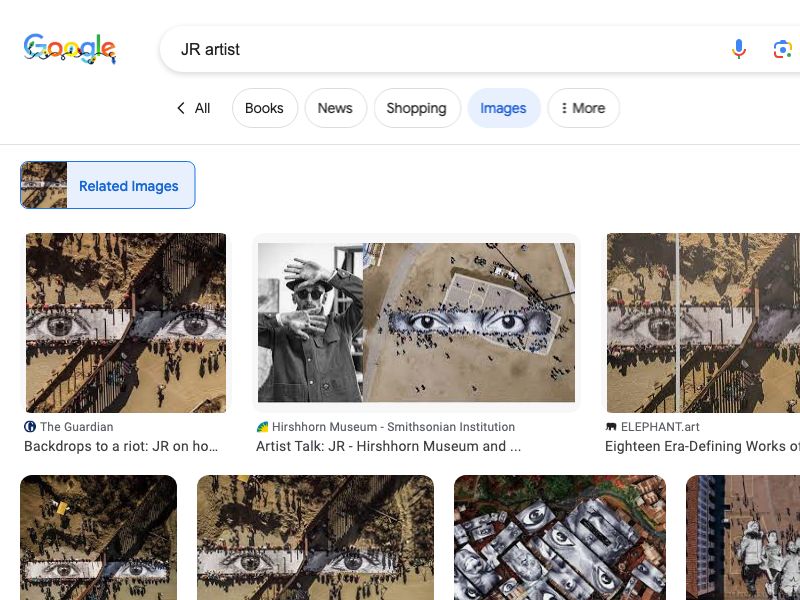 Google
JR artist
All
Books
News
Shopping
Images
More
Related Images
The Guardian
Backdrops to a riot: JR on ho...
Hirshhorn Museum - Smithsonian Institution
Artist Talk: JR - Hirshhorn Museum and ...
ELEPHANT.art
Eighteen Era-Defining Works of